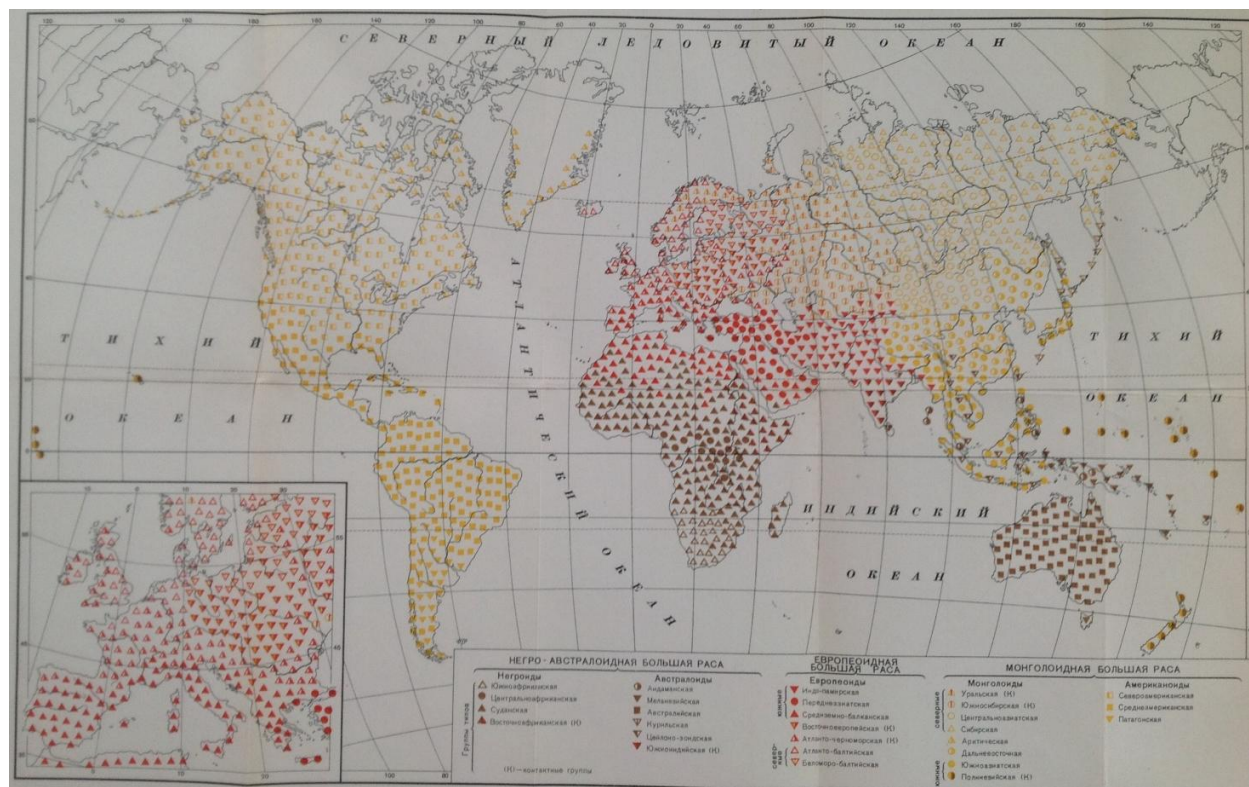 СЕВЕРНЫЙ ЛЕДОВИТЫЙ ОКЕАН
АТЛАНТИЧЕСКИЙ ОКЕАН
ТИХИЙ
ОКЕАН
ТИХИЙ
ОКЕАН
ИНДИЙСКИЙ
ОКЕАН
НЕГРО-АВСТРАЛОИДНАЯ БОЛЬШАЯ РАСА
Группы типов
Негроиды
Южноафриканская
Центральноафриканская
Суданская
Восточноафриканская (К)
Австралоиды
Андаманская
Меланезийская
Австралийская
Курильская
Цейлоно-зондская
Южноиндийская (К)
(К)—контактные группы
ЕВРОПЕОИДНАЯ
БОЛЬШАЯ РАСА
Европеоиды
южные
Индо-памирская
Переднеазиатская
Средиземно-балканская
Восточноевропейская (К)
Атланто-черноморская (К)
север-
ные
Атланто-балтийская
Беломоро-балтийская
МОНГОЛОИДНАЯ БОЛЬШАЯ РАСА
Монголоиды
северные
Уральская (К)
Южносибирская (К)
Центральноазиатская
Сибирская
Арктическая
Дальневосточная
южные
Южноазиатская
Полинезийская (К)
Американоиды
Североамериканская
Среднеамериканская
Патагонская